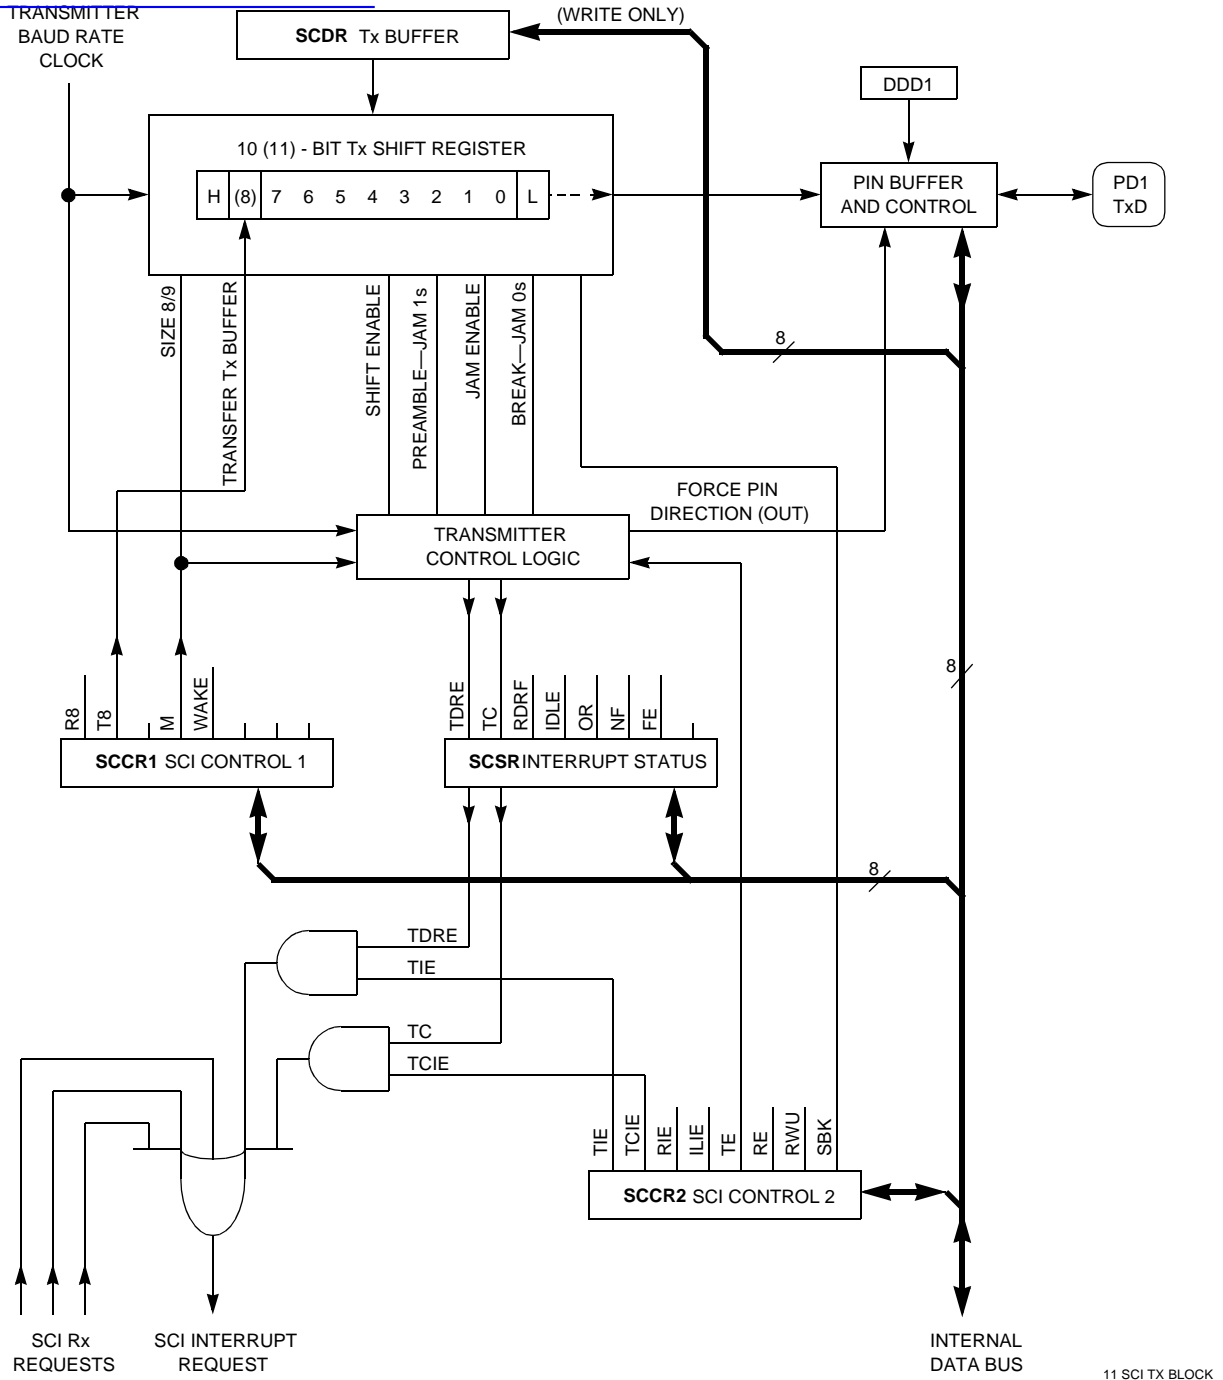 TRANSMITTER
BAUD RATE
CLOCK
SCDR Tx BUFFER
(WRITE ONLY)
DDD1
10 (11) - BIT Tx SHIFT REGISTER
H (8) 7 6 5 4 3 2 1 0 L
PIN BUFFER
AND CONTROL
PD1
TxD
SIZE 8/9
TRANSFER Tx BUFFER
SHIFT ENABLE
PREAMBLE—JAM 1s
JAM ENABLE
BREAK—JAM 0s
8
FORCE PIN
DIRECTION (OUT)
TRANSMITTER
CONTROL LOGIC
8
R8
T8
M
WAKE
TDRE
TC
RDRF
IDLE
OR
NF
FE
SCCR1 SCI CONTROL 1
SCSR INTERRUPT STATUS
8
TDRE
TIE
TC
TCIE
TIE
TCIE
RIE
ILIE
TE
RE
RWU
SBK
SCCR2 SCI CONTROL 2
SCI Rx
REQUESTS
SCI INTERRUPT
REQUEST
INTERNAL
DATA BUS
11 SCI TX BLOCK